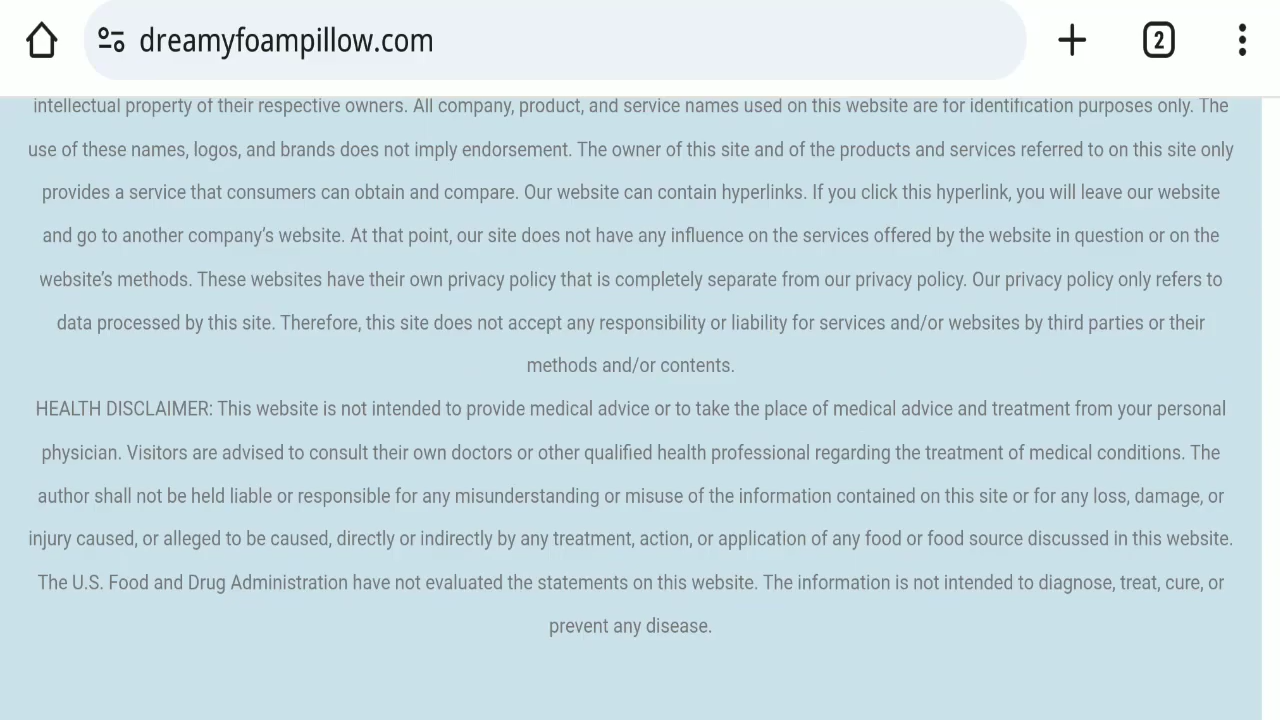 dreamyfoampillow.com
2
intellectual property of their respective owners. All company, product, and service names used on this website are for identification purposes only. The
use of these names, logos, and brands does not imply endorsement. The owner of this site and of the products and services referred to on this site only
provides a service that consumers can obtain and compare. Our website can contain hyperlinks. If you click this hyperlink, you will leave our website
and go to another company’s website. At that point, our site does not have any influence on the services offered by the website in question or on the
website’s methods. These websites have their own privacy policy that is completely separate from our privacy policy. Our privacy policy only refers to
data processed by this site. Therefore, this site does not accept any responsibility or liability for services and/or websites by third parties or their
methods and/or contents.
HEALTH DISCLAIMER: This website is not intended to provide medical advice or to take the place of medical advice and treatment from your personal
physician. Visitors are advised to consult their own doctors or other qualified health professional regarding the treatment of medical conditions. The
author shall not be held liable or responsible for any misunderstanding or misuse of the information contained on this site or for any loss, damage, or
injury caused, or alleged to be caused, directly or indirectly by any treatment, action, or application of any food or food source discussed in this website.
The U.S. Food and Drug Administration have not evaluated the statements on this website. The information is not intended to diagnose, treat, cure, or
prevent any disease.